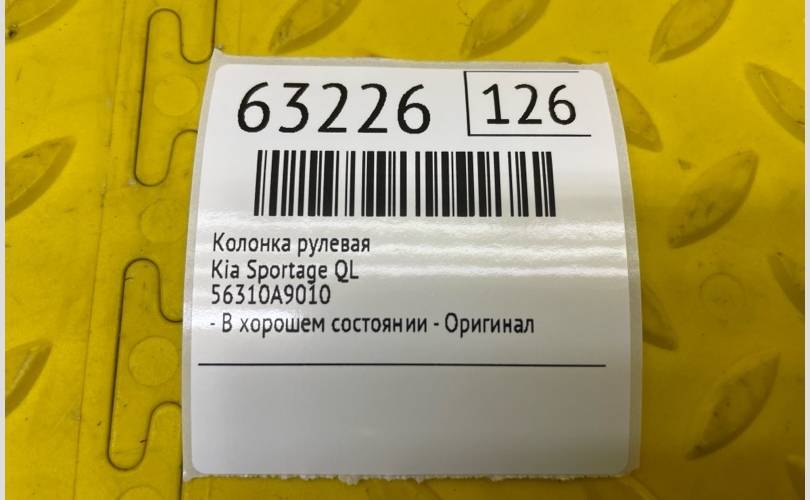 63226 126
Колонка рулевая
Kia Sportage QL
56310A9010
- В хорошем состоянии - Оригинал